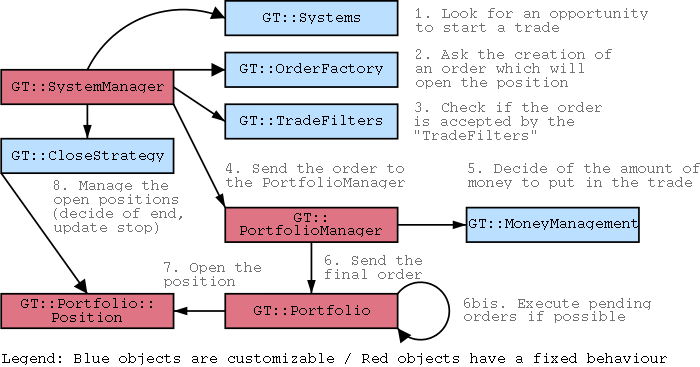 GT::Systems
1. Look for an opportunity
to start a trade
GT::OrderFactory
2. Ask the creation of
an order which will
open the position
GT::SystemManager
GT::TradeFilters
3. Check if the order
is accepted by the
"TradeFilters"
GT::CloseStrategy
4. Send the order to
the PortfolioManager
5. Decide of the amount of
money to put in the trade
8. Manage the
open positions
(decide of end,
update stop)
GT::
PortfolioManager
GT::MoneyManagement
7. Open the
position
6. Send the
final order
GT::Portfolio::
Position
GT::Portfolio
6bis. Execute pending
orders if possible
Legend: Blue objects are customizable / Red objects have a fixed behaviour